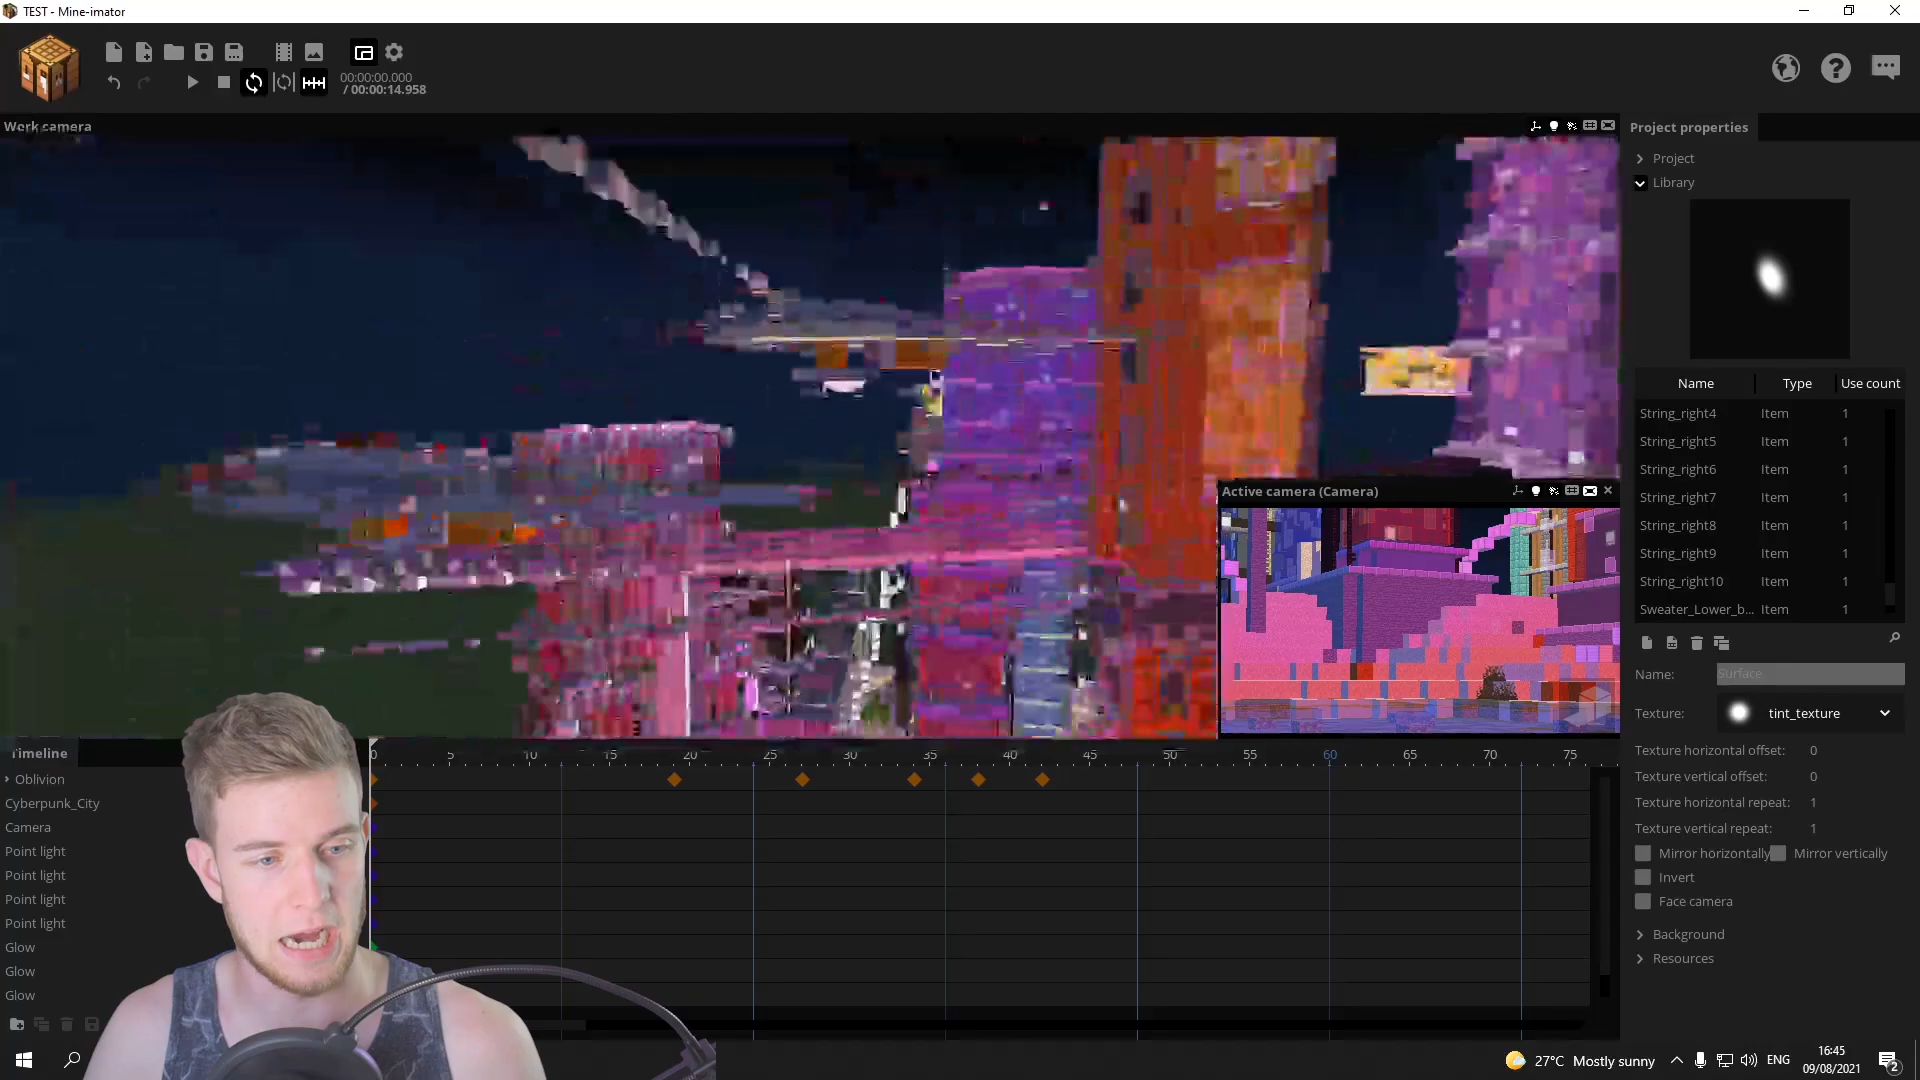 TEST - Mine-imator
00:00:00.000
/ 00:00:14.958
Work camera
Project properties
Project
Library
Name Type Use count
String_right4 Item 1
String_right5 Item 1
String_right6 Item 1
String_right7 Item 1
String_right8 Item 1
String_right9 Item 1
String_right10 Item 1
Sweater_Lower_b... Item 1
Active camera (Camera)
Name: Surface
Texture: tint_texture
Texture horizontal offset: 0
Texture vertical offset: 0
Texture horizontal repeat: 1
Texture vertical repeat: 1
Mirror horizontally Mirror vertically
Invert
Face camera
Background
Resources
Timeline
0 5 10 15 20 25 30 35 40 45 50 55 60 65 70 75
Oblivion
Cyberpunk_City
Camera
Point light
Point light
Point light
Point light
Glow
Glow
Glow
27°C Mostly sunny
ENG
16:45
09/08/2021
2